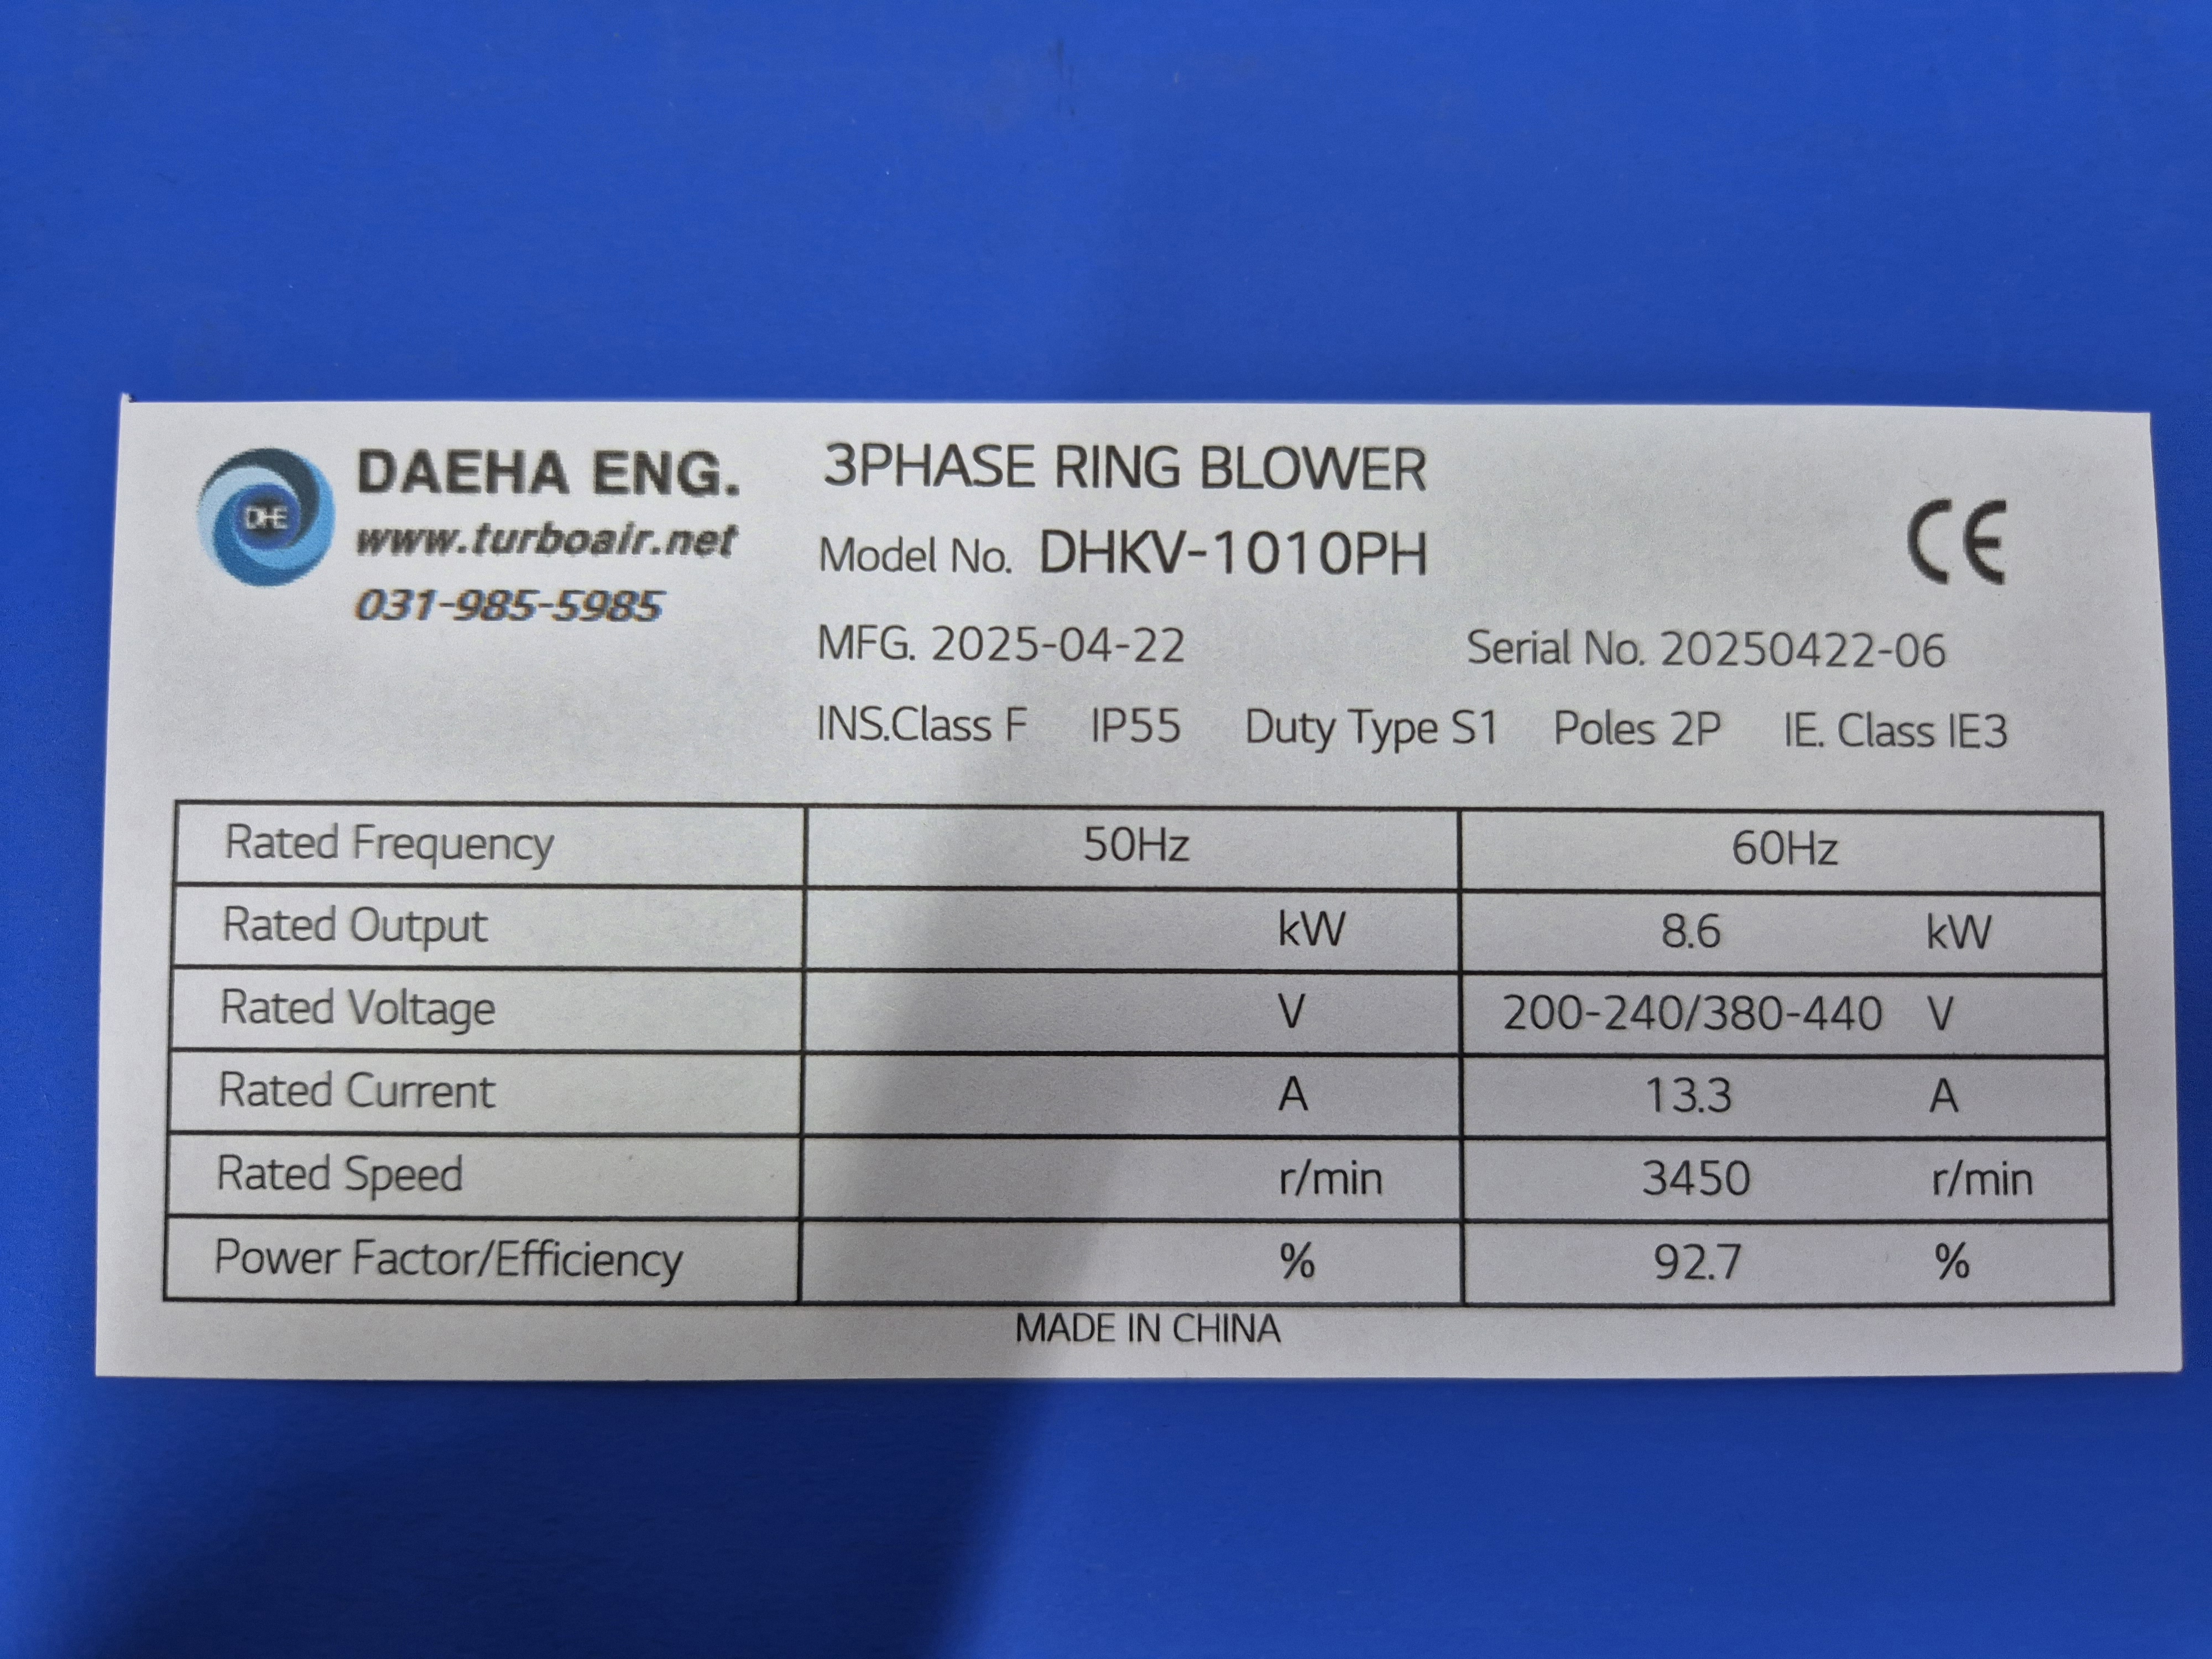 DHE
DAEHA ENG.
www.turboair.net
031-985-5985
3PHASE RING BLOWER
Model No. DHKV-1010PH
CE
MFG. 2025-04-22 Serial No. 20250422-06
INS.Class F IP55 Duty Type S1 Poles 2P IE. Class IE3
Rated Frequency 50Hz 60Hz
Rated Output kW 8.6 kW
Rated Voltage V 200-240/380-440 V
Rated Current A 13.3 A
Rated Speed r/min 3450 r/min
Power Factor/Efficiency % 92.7 %
MADE IN CHINA